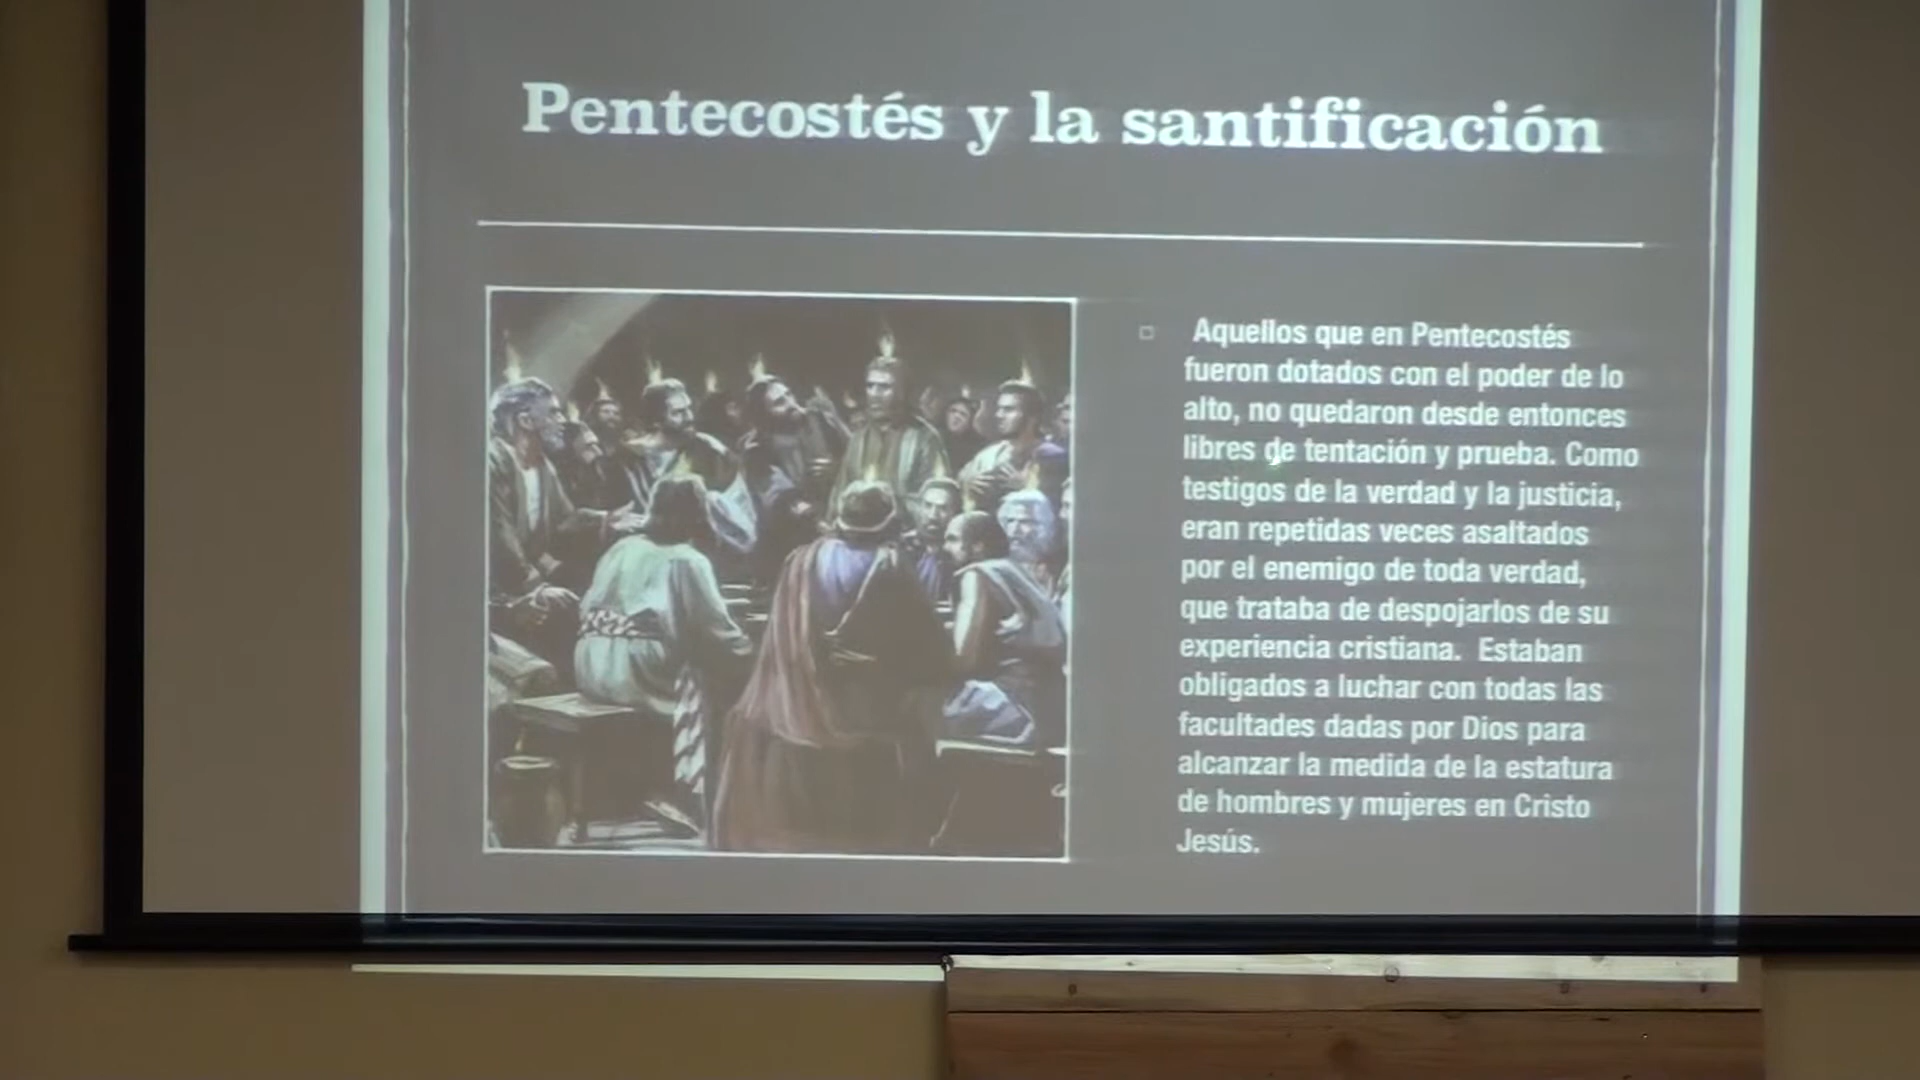 Pentecostés y la santificación
Aquellos que en Pentecostés
fueron dotados con el poder de lo
alto, no quedaron desde entonces
libres de tentación y prueba. Como
testigos de la verdad y la justicia,
eran repetidas veces asaltados
por el enemigo de toda verdad,
que trataba de despojarlos de su
experiencia cristiana. Estaban
obligados a luchar con todas las
facultades dadas por Dios para
alcanzar la medida de la estatura
de hombres y mujeres en Cristo
Jesús.